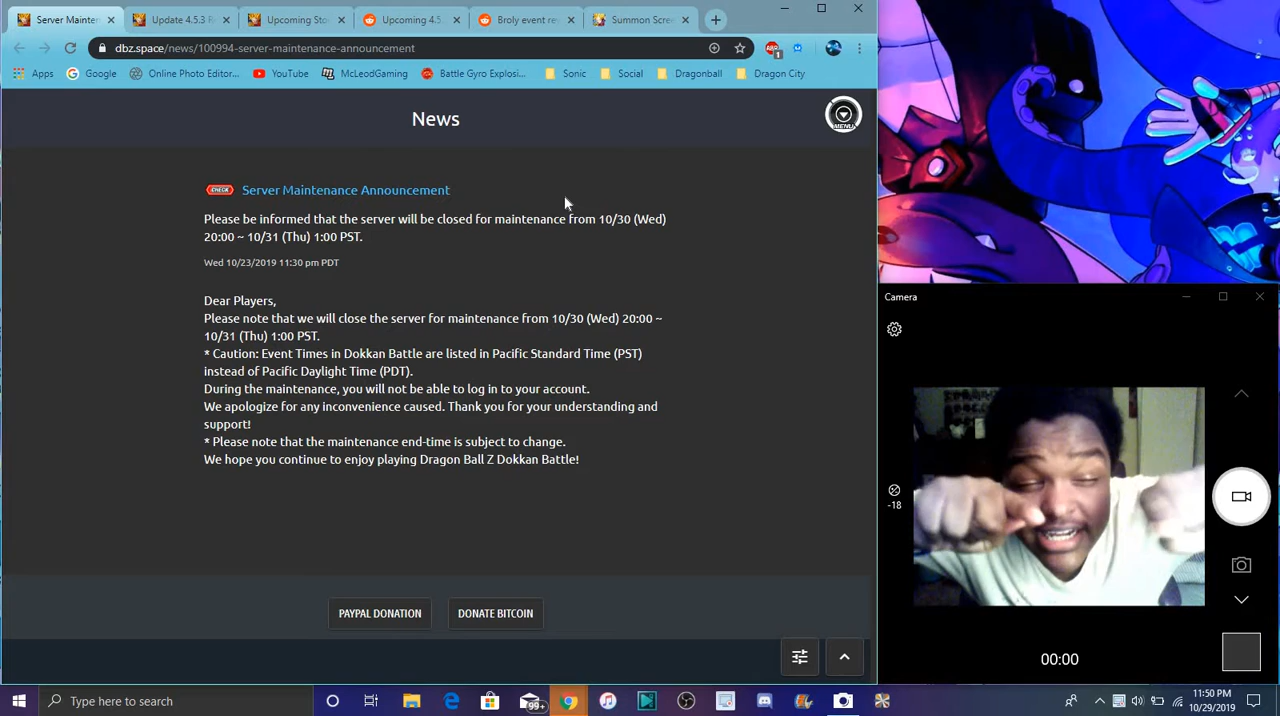 Server Mainten
Update 4.5.3 R
Upcoming Sto
Upcoming 4.5.
Broly event re
Summon Scre
dbz.space/news/100994-server-maintenance-announcement
ABP
1
Apps
Google
Online Photo Editor...
YouTube
McLeodGaming
Battle Gyro Explosi...
Sonic
Social
Dragonball
Dragon City
News
MENU
CHECK
Server Maintenance Announcement
Please be informed that the server will be closed for maintenance from 10/30 (Wed)
20:00 ~ 10/31 (Thu) 1:00 PST.
Wed 10/23/2019 11:30 pm PDT
Dear Players,
Please note that we will close the server for maintenance from 10/30 (Wed) 20:00 ~
10/31 (Thu) 1:00 PST.
* Caution: Event Times in Dokkan Battle are listed in Pacific Standard Time (PST)
instead of Pacific Daylight Time (PDT).
During the maintenance, you will not be able to log in to your account.
We apologize for any inconvenience caused. Thank you for your understanding and
support!
* Please note that the maintenance end-time is subject to change.
We hope you continue to enjoy playing Dragon Ball Z Dokkan Battle!
PAYPAL DONATION
DONATE BITCOIN
Camera
-18
00:00
Type here to search
99+
11:50 PM
10/29/2019